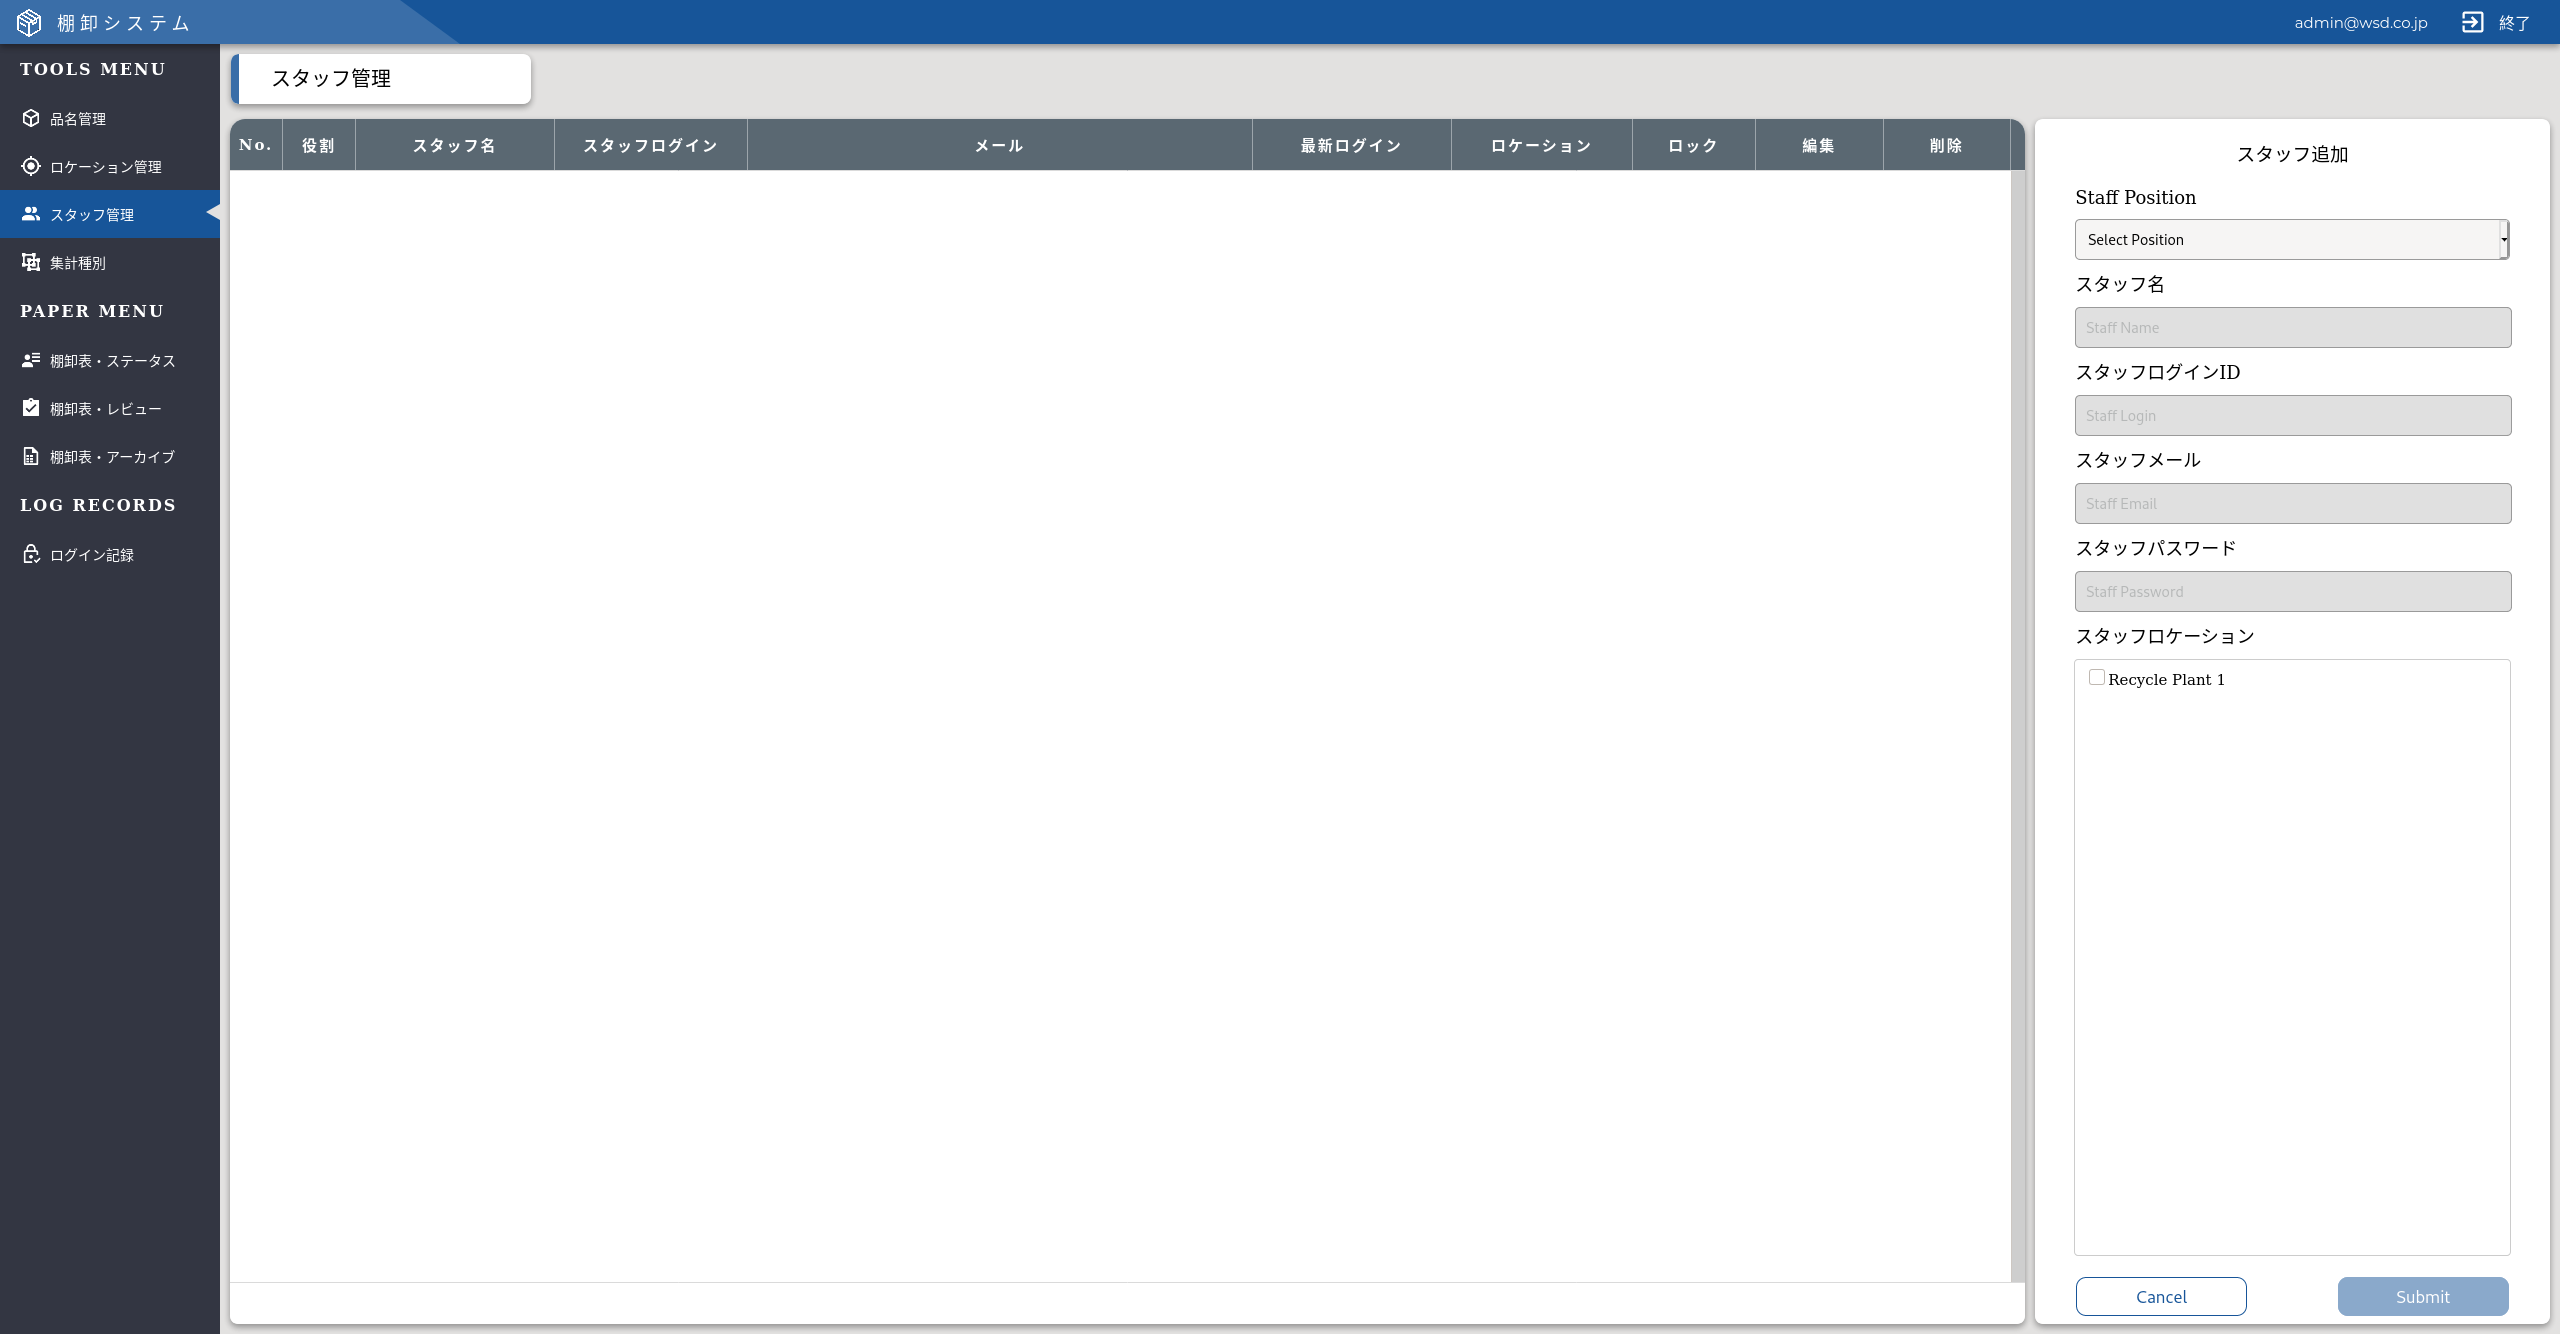 棚卸システム
admin@wsd.co.jp 終了
TOOLS MENU
品名管理
ロケーション管理
スタッフ管理
集計種別
PAPER MENU
棚卸表・ステータス
棚卸表・レビュー
棚卸表・アーカイブ
LOG RECORDS
ログイン記録
スタッフ管理
No. 役割 スタッフ名 スタッフログイン メール 最新ログイン ロケーション ロック 編集 削除
スタッフ追加
Staff Position
Select Position
スタッフ名
Staff Name
スタッフログインID
Staff Login
スタッフメール
Staff Email
スタッフパスワード
Staff Password
スタッフロケーション
Recycle Plant 1
Cancel Submit